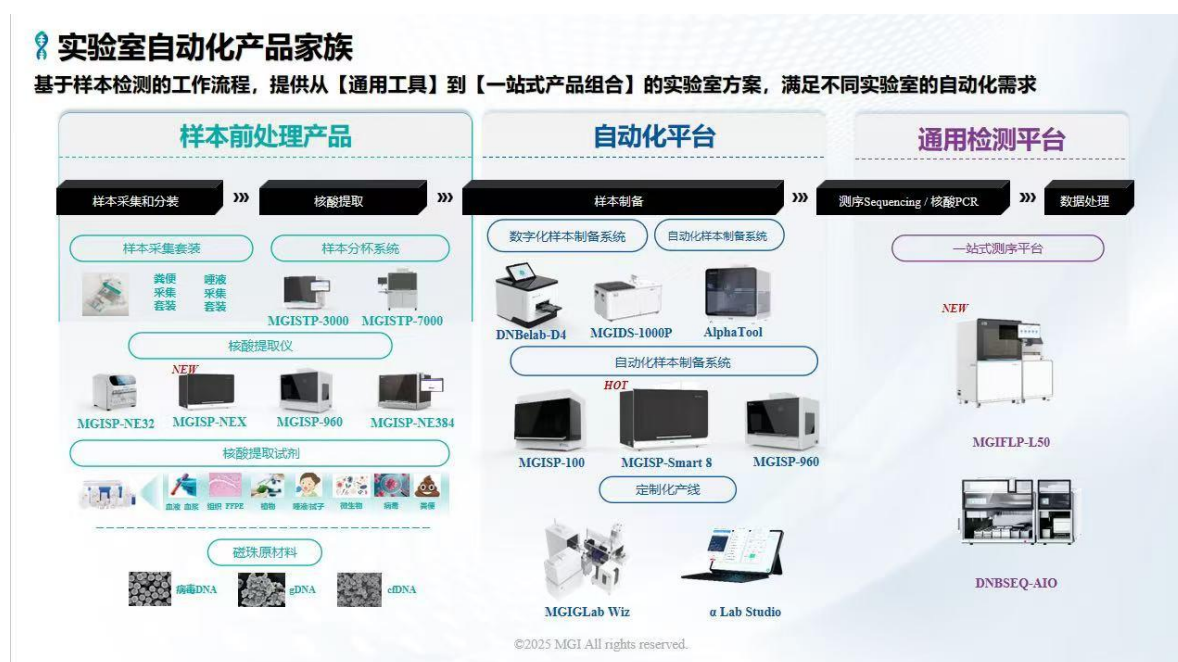 实验室自动化产品家族
基于样本检测的工作流程，提供从【通用工具】到【一站式产品组合】的实验室方案，满足不同实验室的自动化需求
样本前处理产品
自动化平台
通用检测平台
样本采集和分装
核酸提取
样本制备
测序Sequencing / 核酸PCR
数据处理
样本采集套装
样本分杯系统
粪便
采集
套装
唾液
采集
套装
MGISTP-3000
MGISTP-7000
核酸提取仪
NEW
MGISP-NE32
MGISP-NEX
MGISP-960
MGISP-NE384
核酸提取试剂
血液 血浆
组织 FFPE
植物
唾液/拭子
微生物
病毒
粪便
磁珠原材料
病毒DNA
gDNA
cfDNA
数字化样本制备系统
自动化样本制备系统
DNBelab-D4
MGIDS-1000P
AlphaTool
自动化样本制备系统
HOT
MGISP-100
MGISP-Smart 8
MGISP-960
定制化产线
MGIGLab Wiz
α Lab Studio
一站式测序平台
NEW
MGIFLP-L50
DNBSEQ-AIO
©2025 MGI All rights reserved.